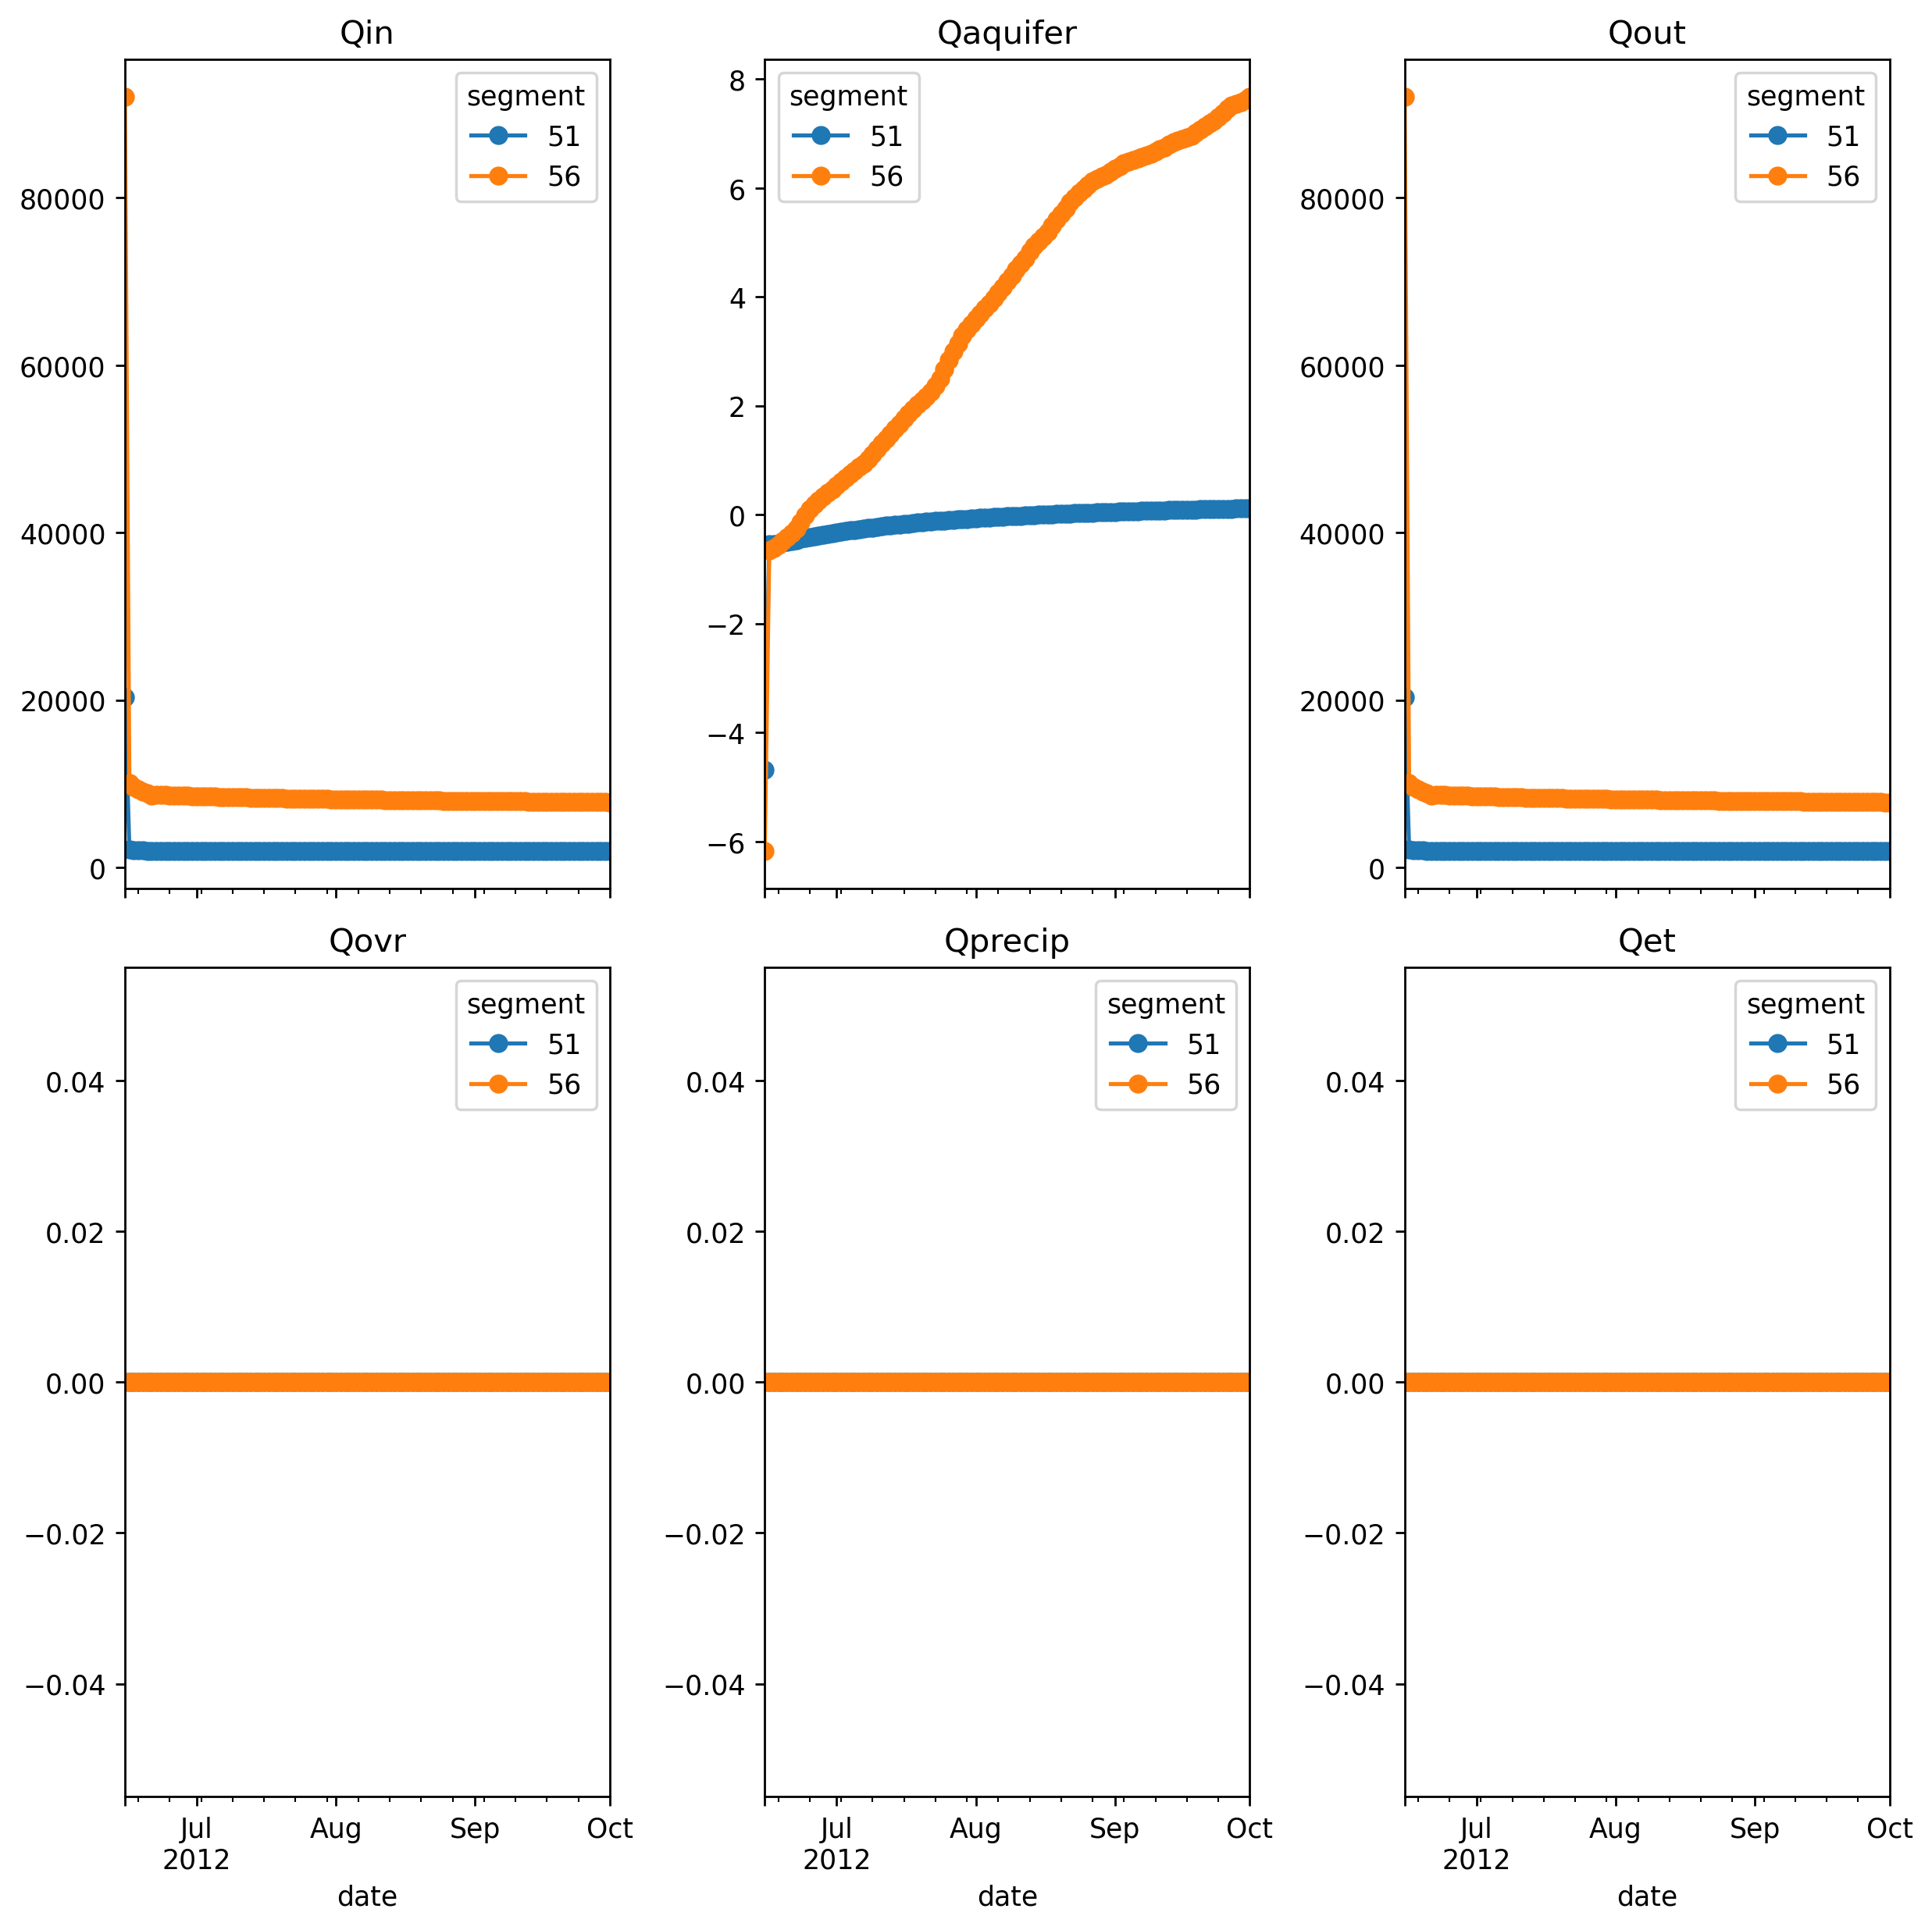 Qin
segment
51
56
80000
60000
40000
20000
0
Qaquifer
segment
51
56
8
6
4
2
0
−2
−4
−6
Qout
segment
51
56
80000
60000
40000
20000
0
Qovr
segment
51
56
0.04
0.02
0.00
−0.02
−0.04
Jul
2012
Aug
Sep
Oct
date
Qprecip
segment
51
56
0.04
0.02
0.00
−0.02
−0.04
Jul
2012
Aug
Sep
Oct
date
Qet
segment
51
56
0.04
0.02
0.00
−0.02
−0.04
Jul
2012
Aug
Sep
Oct
date